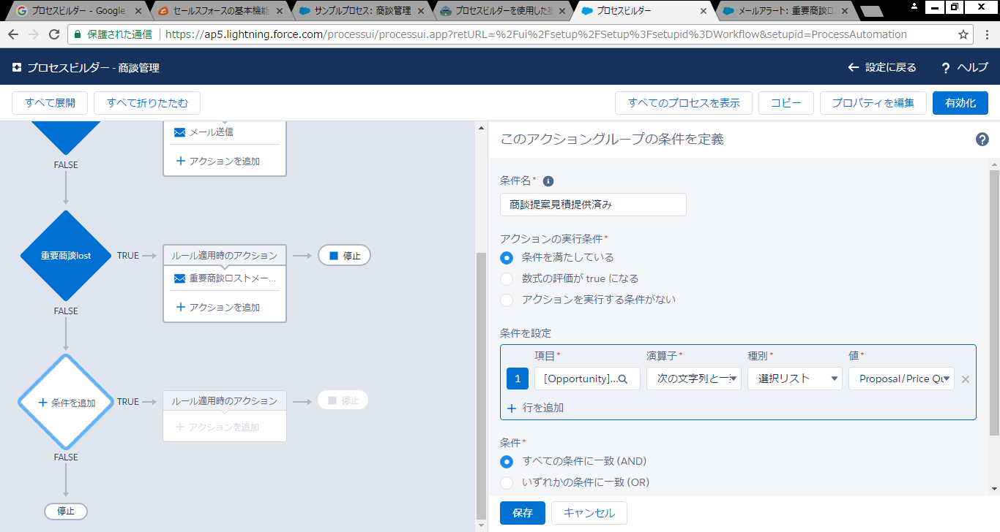 プロセスビルダー - Google
セールスフォースの基本機能
サンプルプロセス: 商談管理
プロセスビルダーを使用した
プロセスビルダー
メールアラート: 重要商談ロ
保護された通信
https://ap5.lightning.force.com/processui/processui.app?retURL=%2Fui%2Fsetup%2FSetup%3Fsetupid%3DWorkflow&setupid=ProcessAutomation
プロセスビルダー - 商談管理
設定に戻る
? ヘルプ
すべて展開
すべて折りたたむ
すべてのプロセスを表示
コピー
プロパティを編集
有効化
メール送信
+ アクションを追加
FALSE
重要商談lost
TRUE
ルール適用時のアクション
停止
重要商談ロストメー...
+ アクションを追加
FALSE
+ 条件を追加
TRUE
ルール適用時のアクション
停止
+ アクションを追加
FALSE
停止
このアクショングループの条件を定義
?
条件名*
商談提案見積提供済み
アクションの実行条件*
条件を満たしている
数式の評価が true になる
アクションを実行する条件がない
条件を設定
項目* 演算子* 種別* 値*
1 [Opportunity]... 次の文字列と一 選択リスト Proposal/Price Qu
+ 行を追加
条件*
すべての条件に一致 (AND)
いずれかの条件に一致 (OR)
保存
キャンセル